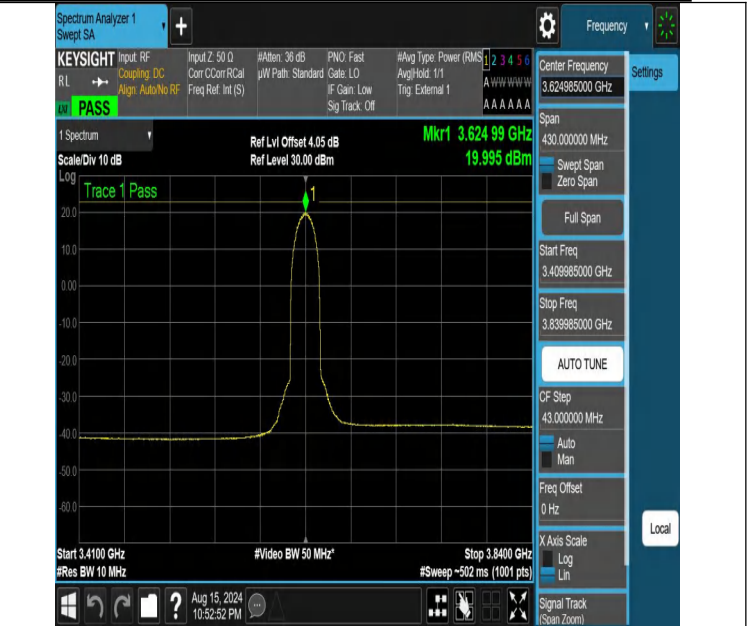 Spectrum Analyzer 1
Swept SA
+
Frequency
KEYSIGHT
RL
PASS
Input: RF
Coupling: DC
Align: Auto/No RF
Input Z: 50 Ω
Corr CCorr RCal
Freq Ref: Int (S)
#Atten: 36 dB
µW Path: Standard
PNO: Fast
Gate: LO
IF Gain: Low
Sig Track: Off
#Avg Type: Power (RMS
Avg|Hold: 1/1
Trig: External 1
1 2 3 4 5 6
A W W W W W
A A A A A A
Center Frequency
3.624985000 GHz
Settings
Span
430.000000 MHz
Swept Span
Zero Span
Full Span
Start Freq
3.409985000 GHz
Stop Freq
3.839985000 GHz
AUTO TUNE
CF Step
43.000000 MHz
Auto
Man
Freq Offset
0 Hz
X Axis Scale
Log
Lin
Signal Track
(Span Zoom)
Local
1 Spectrum
Scale/Div 10 dB
Ref Lvl Offset 4.05 dB
Ref Level 30.00 dBm
Mkr1 3.624 99 GHz
19.995 dBm
Log
Trace 1 Pass
1
20.0
10.0
0.00
-10.0
-20.0
-30.0
-40.0
-50.0
-60.0
Start 3.4100 GHz
#Res BW 10 MHz
#Video BW 50 MHz*
Stop 3.8400 GHz
#Sweep ~502 ms (1001 pts)
?
Aug 15, 2024
10:52:52 PM